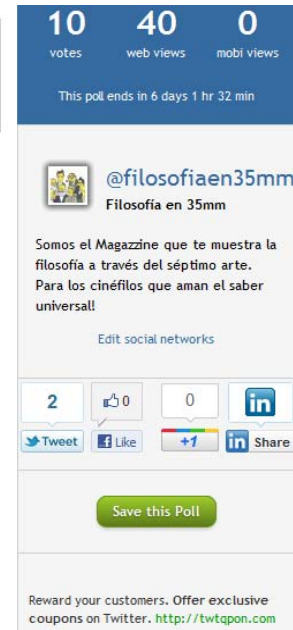 10 40 0
votes web views mobi views
This poll ends in 6 days 1 hr 32 min
@filosofiaen35mm
Filosofía en 35mm
Somos el Magazzine que te muestra la
filosofía a través del séptimo arte.
Para los cinéfilos que aman el saber
universal!
Edit social networks
2 0 0 in
Tweet Like +1 in Share
Save this Poll
Reward your customers. Offer exclusive
coupons on Twitter. http://twtqpon.com